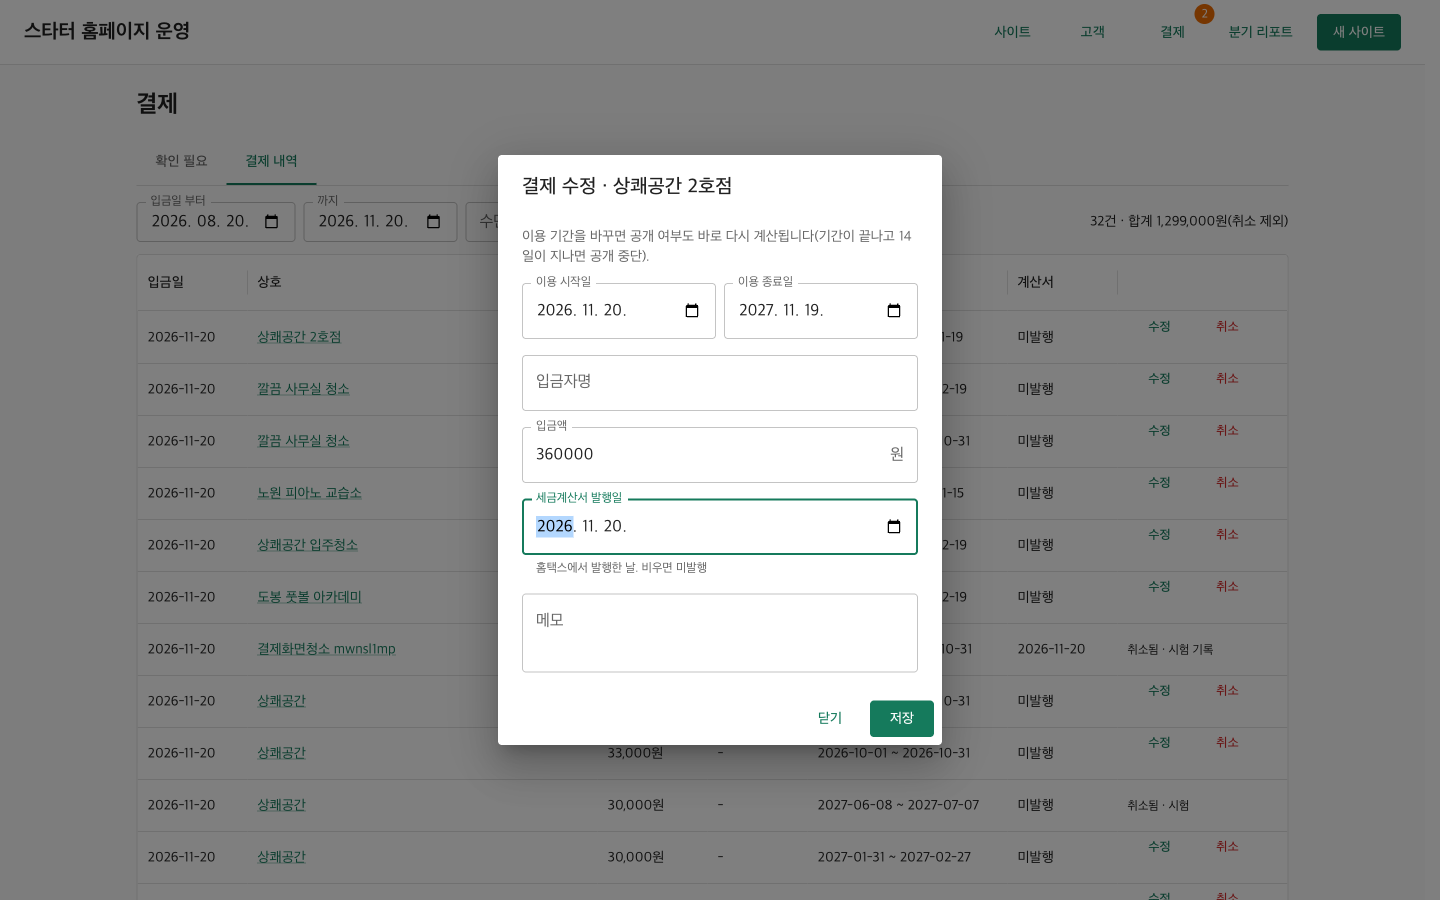 스타터 홈페이지 운영
사이트
고객
결제
2
분기 리포트
새 사이트
결제
확인 필요
결제 내역
입금일 부터
2026. 08. 20.
까지
2026. 11. 20.
32건 · 합계 1,299,000원(취소 제외)
입금일
상호
계산서
2026-11-20 상쾌공간 2호점 미발행 수정 취소
2026-11-20 깔끔 사무실 청소 미발행 수정 취소
2026-11-20 깔끔 사무실 청소 미발행 수정 취소
2026-11-20 노원 피아노 교습소 미발행 수정 취소
2026-11-20 상쾌공간 입주청소 미발행 수정 취소
2026-11-20 도봉 풋볼 아카데미 미발행 수정 취소
2026-11-20 결제화면청소 mwnsl1mp 2026-11-20 취소됨 · 시험 기록
2026-11-20 상쾌공간 미발행 수정 취소
2026-11-20 상쾌공간 33,000원 - 2026-10-01 ~ 2026-10-31 미발행 수정 취소
2026-11-20 상쾌공간 30,000원 - 2027-06-08 ~ 2027-07-07 미발행 취소됨 · 시험
2026-11-20 상쾌공간 30,000원 - 2027-01-31 ~ 2027-02-27 미발행 수정 취소
결제 수정 · 상쾌공간 2호점
이용 기간을 바꾸면 공개 여부도 바로 다시 계산됩니다(기간이 끝나고 14
일이 지나면 공개 중단).
이용 시작일
2026. 11. 20.
이용 종료일
2027. 11. 19.
입금자명
입금액
360000 원
세금계산서 발행일
2026. 11. 20.
홈택스에서 발행한 날. 비우면 미발행
메모
닫기
저장